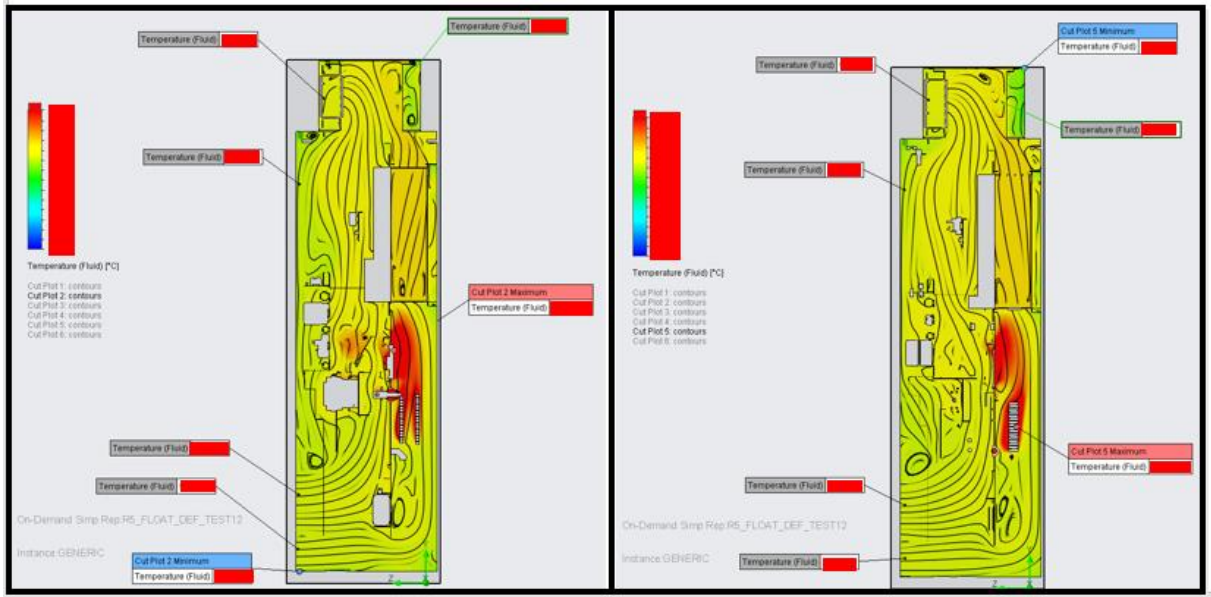 Temperature (Fluid)
Temperature (Fluid)
Temperature (Fluid)
Temperature (Fluid) [°C]
Cut Plot 1: contours
Cut Plot 2: contours
Cut Plot 3: contours
Cut Plot 4: contours
Cut Plot 5: contours
Cut Plot 6: contours
Cut Plot 2 Maximum
Temperature (Fluid)
Temperature (Fluid)
Temperature (Fluid)
On-Demand Simp Rep:R5_FLOAT_DEF_TEST12
Instance GENERIC
Cut Plot 2 Minimum
Temperature (Fluid)
Z
X
Cut Plot 5 Minimum
Temperature (Fluid)
Temperature (Fluid)
Temperature (Fluid)
Temperature (Fluid)
Temperature (Fluid) [°C]
Cut Plot 1: contours
Cut Plot 2: contours
Cut Plot 3: contours
Cut Plot 4: contours
Cut Plot 5: contours
Cut Plot 6: contours
Cut Plot 5 Maximum
Temperature (Fluid)
Temperature (Fluid)
On-Demand Simp Rep:R5_FLOAT_DEF_TEST12
Instance GENERIC
Temperature (Fluid)
Z
X